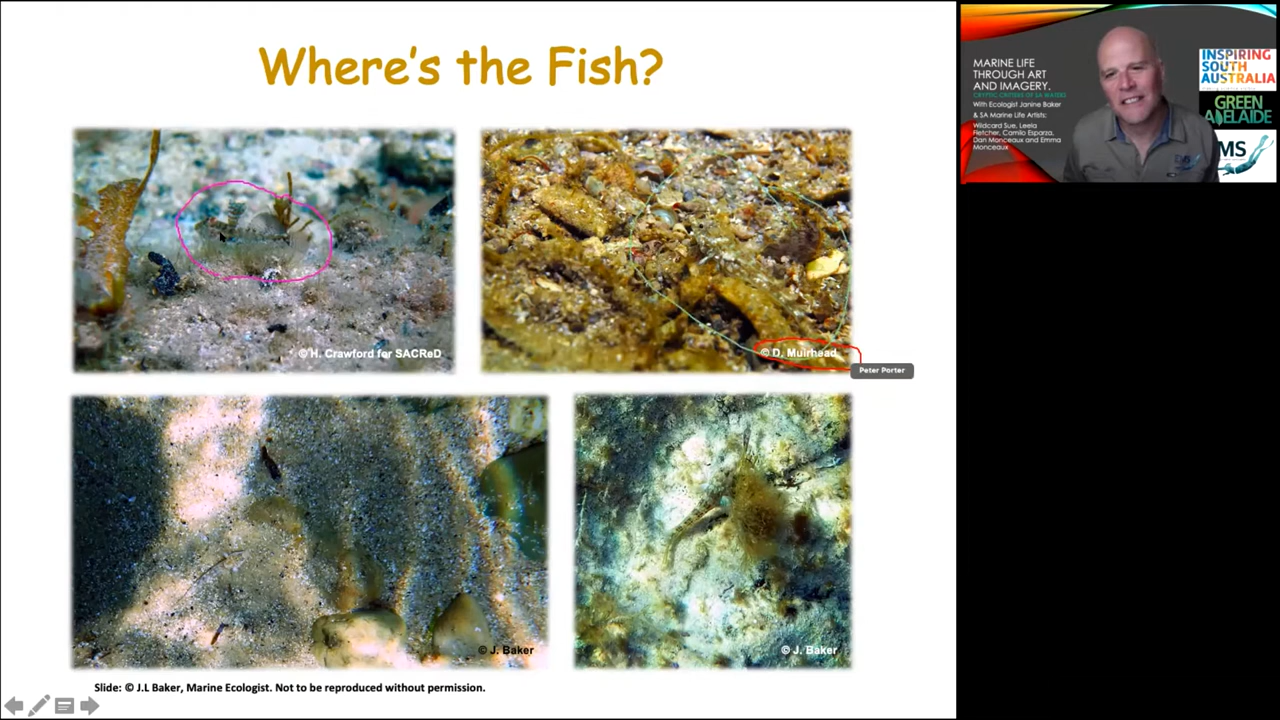 Where's the Fish?
© H. Crawford for SACReD
© D. Muirhead
Peter Porter
© J. Baker
© J. Baker
Slide: © J.L Baker, Marine Ecologist. Not to be reproduced without permission.
MARINE LIFE
THROUGH ART
AND IMAGERY.
CRYPTIC CRITTERS OF SA WATERS
With Ecologist Janine Baker
& SA Marine Life Artists:
Wildcard Sue, Leela
Fletcher, Camilo Esparza,
Dan Monceaux and Emma
Monceaux
INSPIRING
SOUTH
AUSTRALIA
GREEN
ADELAIDE
MS